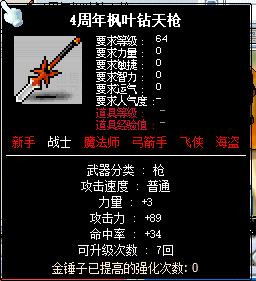 4周年枫叶钻天枪
要求等级 : 64
要求力量 : 0
要求敏捷 : -
要求智力 : 0
要求运气 : 0
要求人气度 : -
道具等级 : -
道具经验值 : -
新手 战士 魔法师 弓箭手 飞侠 海盗
武器分类 : 枪
攻击速度 : 普通
力量 : +3
攻击力 : +89
命中率 : +34
可升级次数 : 7回
金锤子已提高的强化次数: 0